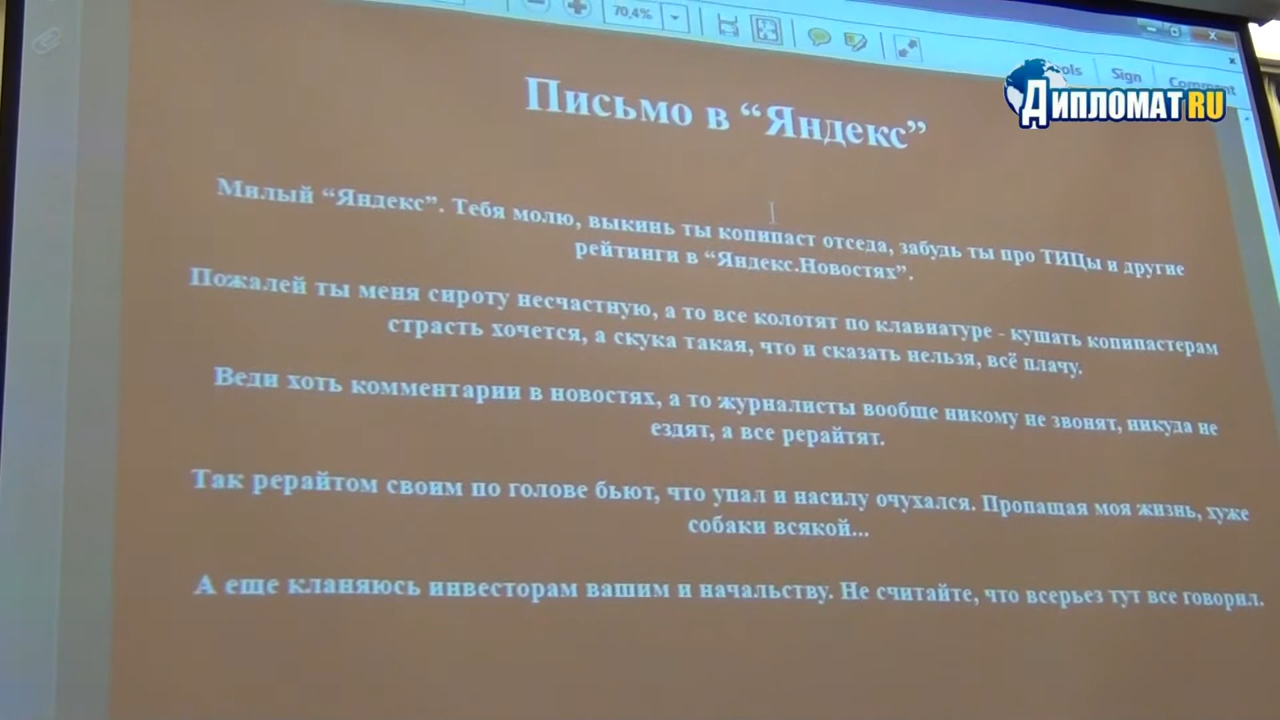 70,4%
Tools
Sign
Comment
ДИПЛОМАТ RU
Письмо в “Яндекс”
Милый “Яндекс”. Тебя молю, выкинь ты копипаст отседа, забудь ты про ТИЦы и другие
рейтинги в “Яндекс.Новостях”.
Пожалей ты меня сироту несчастную, а то все колотят по клавиатуре - кушать копипастерам
страсть хочется, а скука такая, что и сказать нельзя, всё плачу.
Веди хоть комментарии в новостях, а то журналисты вообще никому не звонят, никуда не
ездят, а все рерайтят.
Так рерайтом своим по голове бьют, что упал и насилу очухался. Пропащая моя жизнь, хуже
собаки всякой...
А еще кланяюсь инвесторам вашим и начальству. Не считайте, что всерьез тут все говорил.